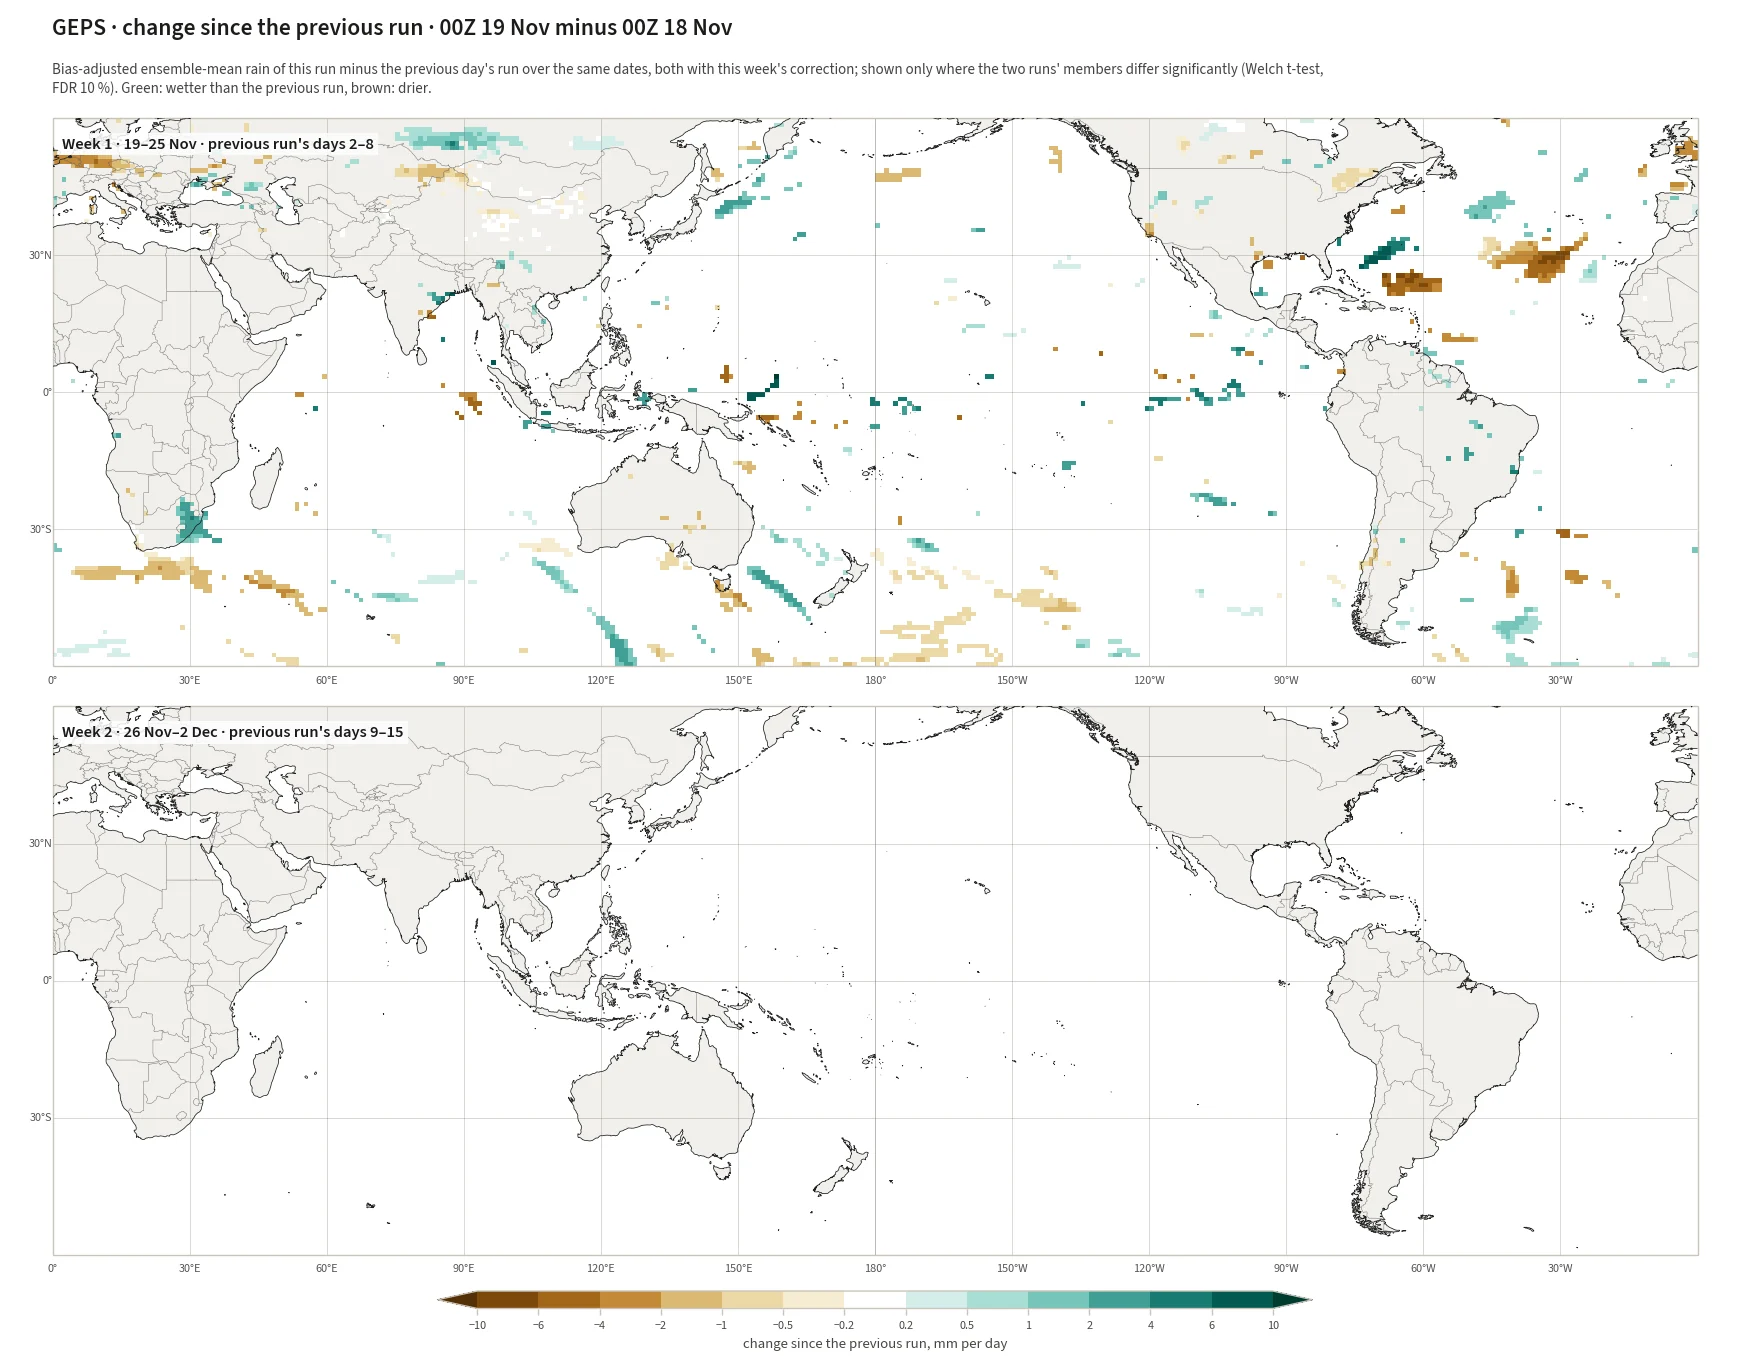 GEPS · change since the previous run · 00Z 19 Nov minus 00Z 18 Nov
Bias-adjusted ensemble-mean rain of this run minus the previous day's run over the same dates, both with this week's correction; shown only where the two runs' members differ significantly (Welch t-test,
FDR 10 %). Green: wetter than the previous run, brown: drier.
Week 1 · 19–25 Nov · previous run's days 2–8
30°N
0°
30°S
0° 30°E 60°E 90°E 120°E 150°E 180° 150°W 120°W 90°W 60°W 30°W
Week 2 · 26 Nov–2 Dec · previous run's days 9–15
30°N
0°
30°S
0° 30°E 60°E 90°E 120°E 150°E 180° 150°W 120°W 90°W 60°W 30°W
−10 −6 −4 −2 −1 −0.5 −0.2 0.2 0.5 1 2 4 6 10
change since the previous run, mm per day